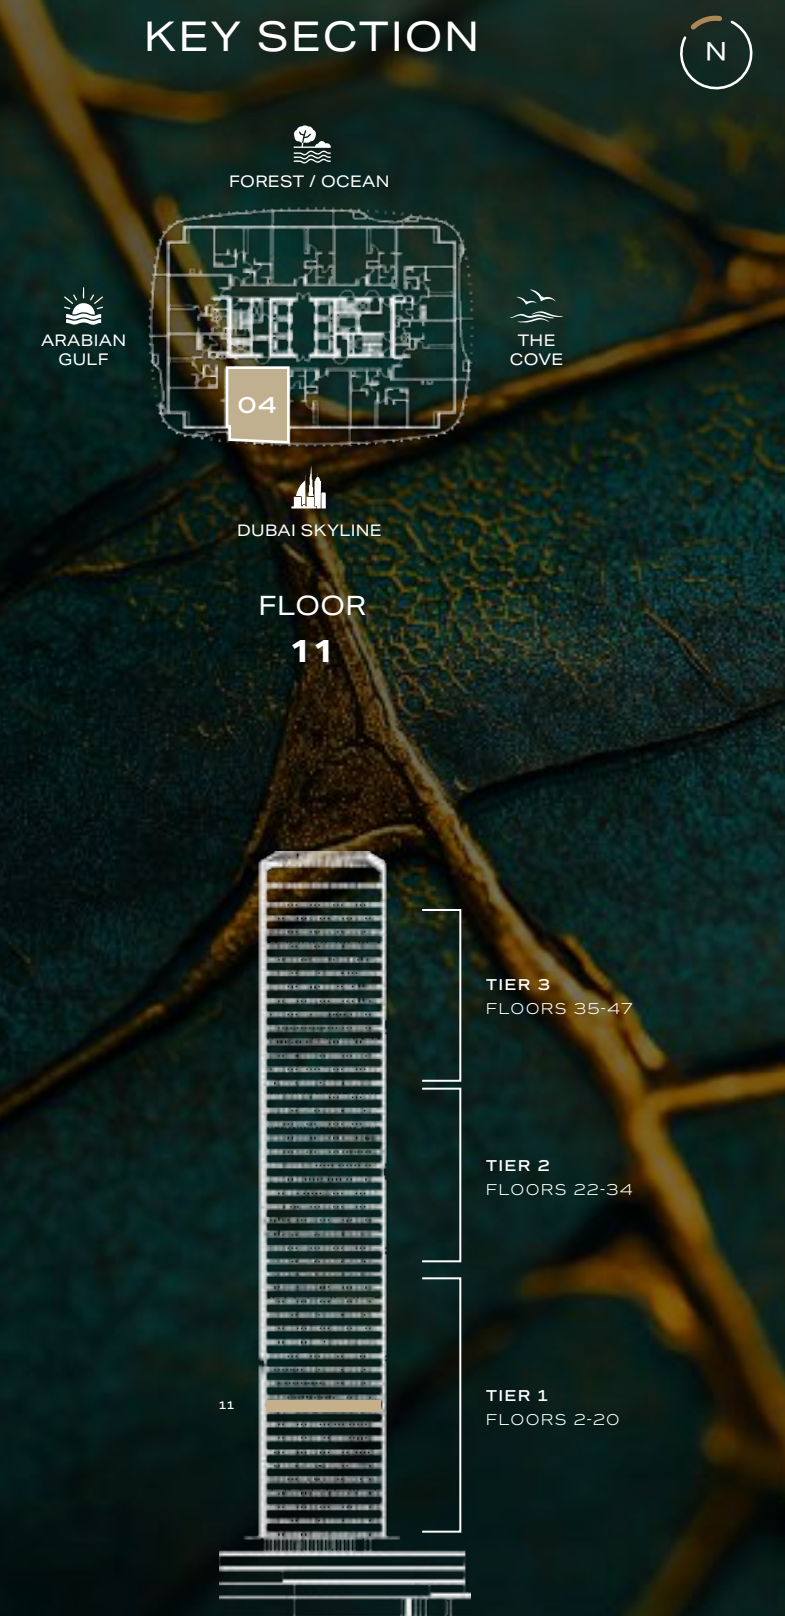 KEY SECTION
N
FOREST / OCEAN
ARABIAN
GULF
THE
COVE
04
DUBAI SKYLINE
FLOOR
11
TIER 3
FLOORS 35-47
TIER 2
FLOORS 22-34
11
TIER 1
FLOORS 2-20